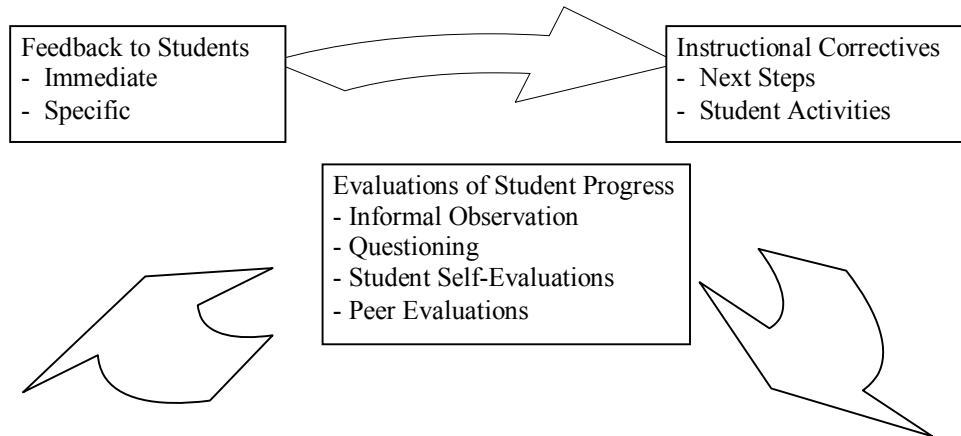 Feedback to Students
- Immediate
- Specific
Instructional Correctives
- Next Steps
- Student Activities
Evaluations of Student Progress
- Informal Observation
- Questioning
- Student Self-Evaluations
- Peer Evaluations